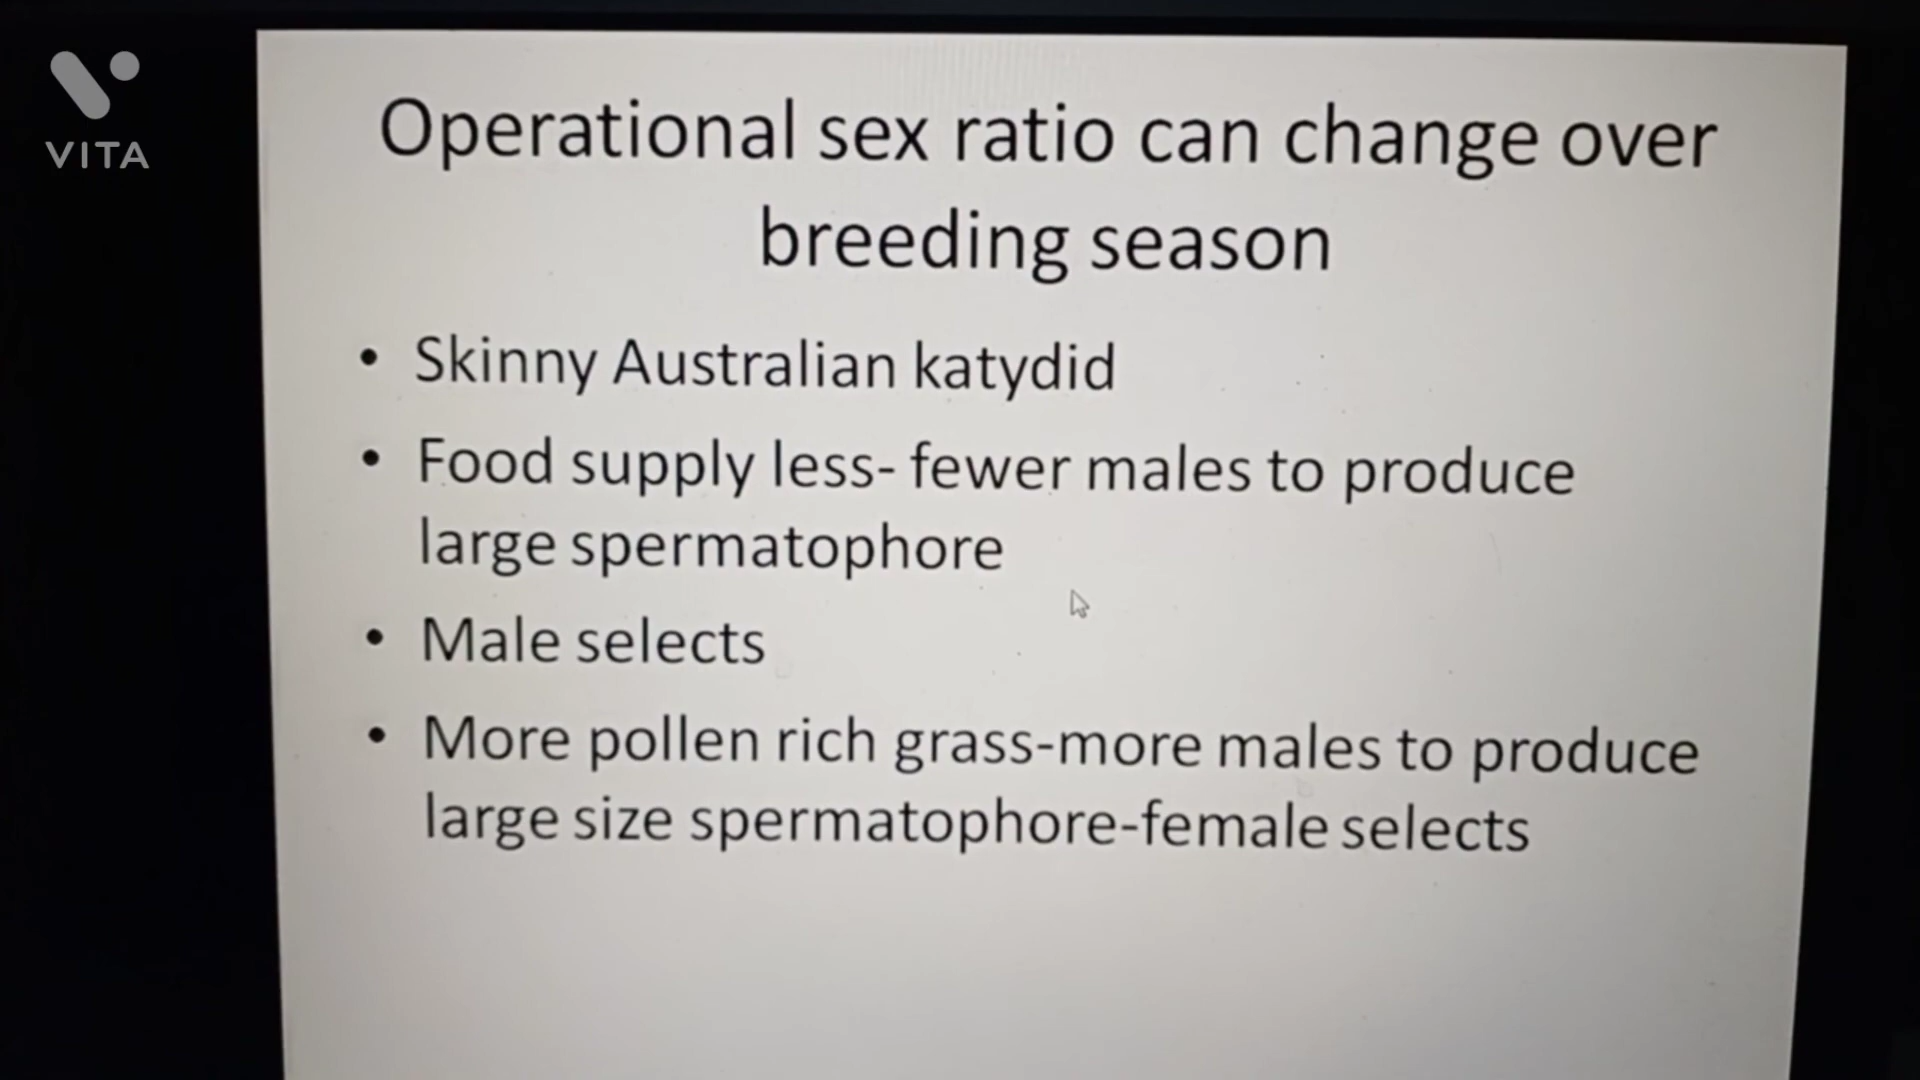 VITA
Operational sex ratio can change over
breeding season
• Skinny Australian katydid
• Food supply less- fewer males to produce
large spermatophore
• Male selects
• More pollen rich grass-more males to produce
large size spermatophore-female selects